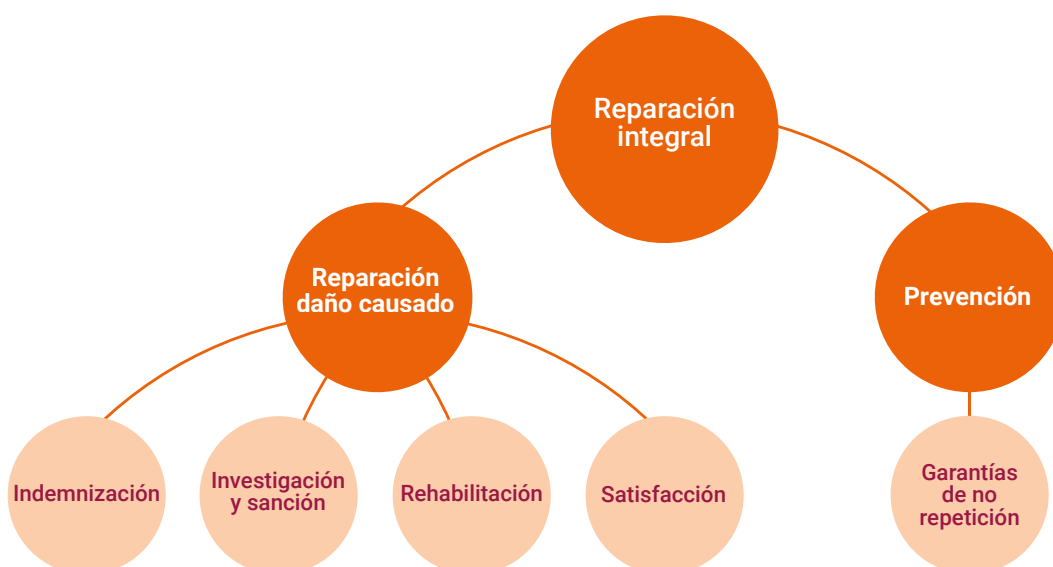 Reparación
integral
Reparación
daño causado
Prevención
Indemnización
Investigación
y sanción
Rehabilitación
Satisfacción
Garantías
de no
repetición